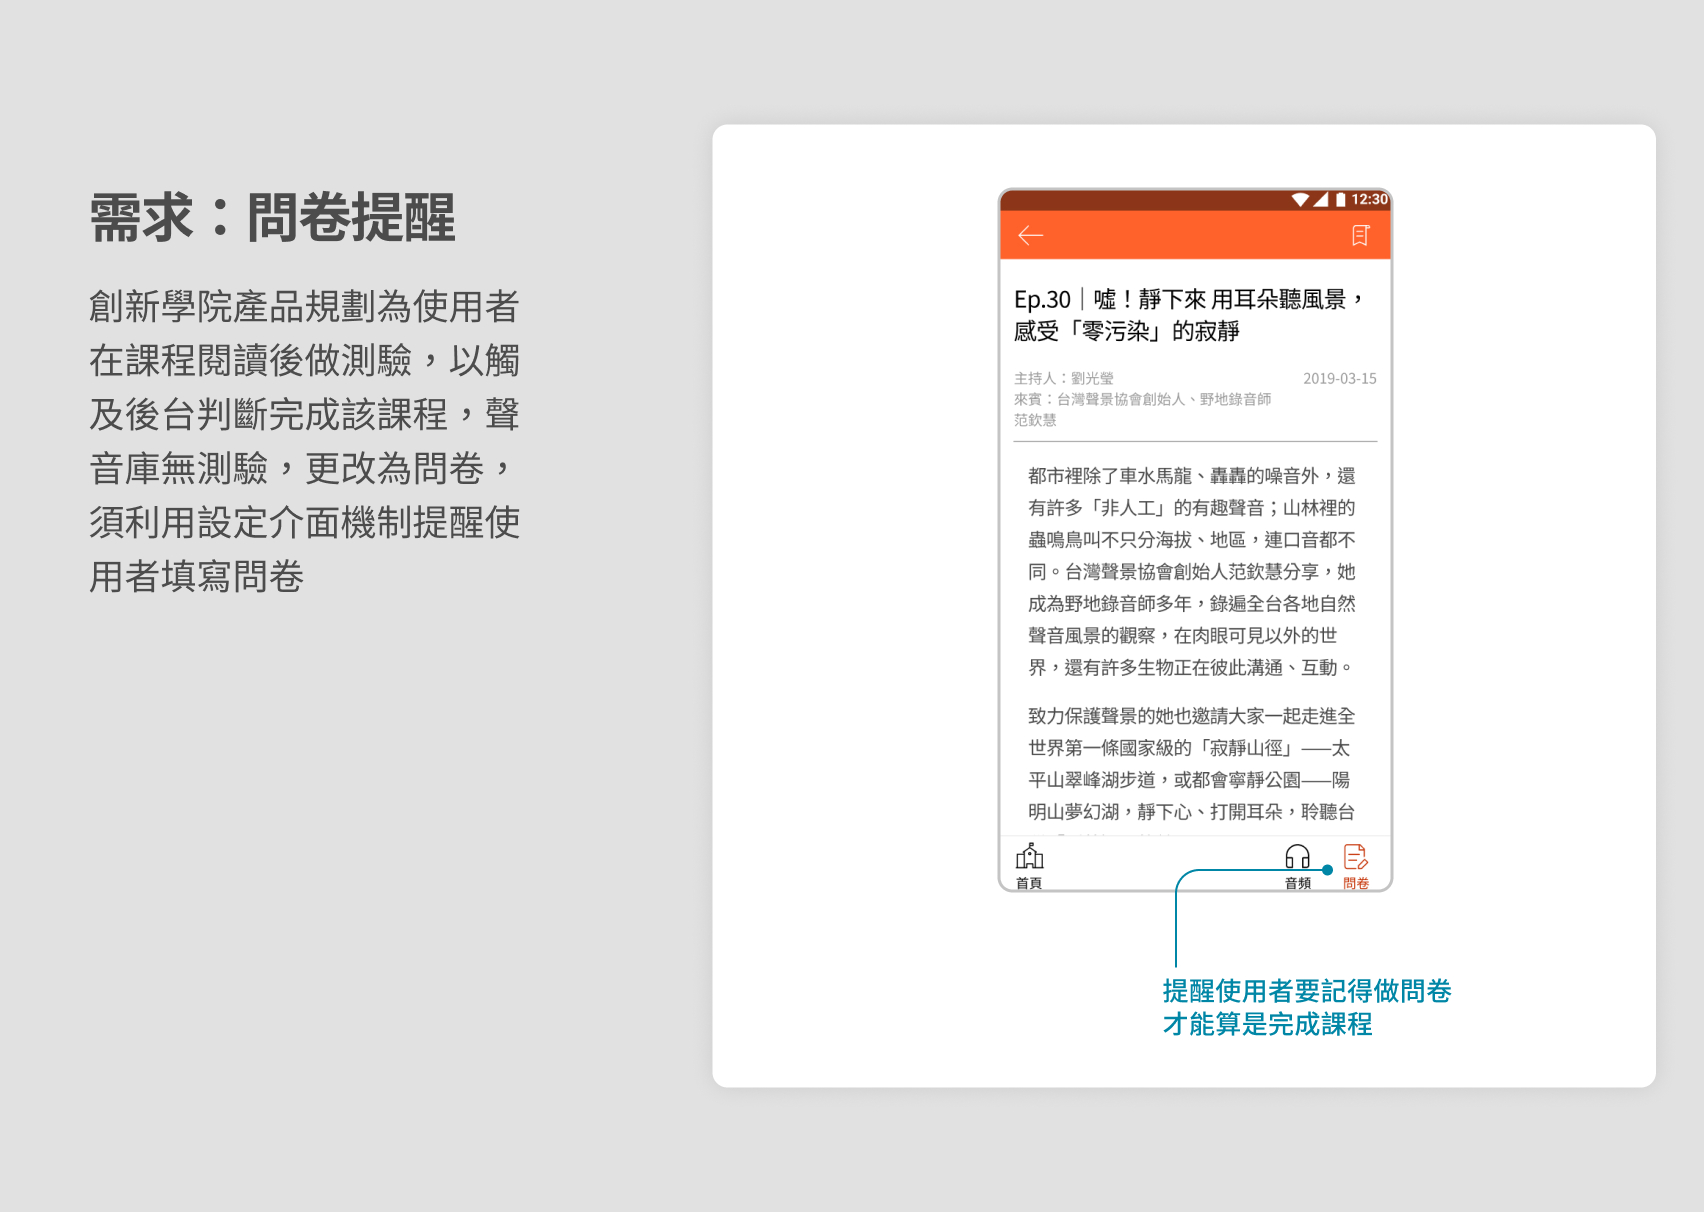 需求：問卷提醒
創新學院產品規劃為使用者
在課程閱讀後做測驗，以觸
及後台判斷完成該課程，聲
音庫無測驗，更改為問卷，
須利用設定介面機制提醒使
用者填寫問卷
12:30
Ep.30｜噓！靜下來 用耳朵聽風景，
感受「零污染」的寂靜
主持人：劉光瑩
2019-03-15
來賓：台灣聲景協會創始人、野地錄音師
范欽慧
都市裡除了車水馬龍、轟轟的噪音外，還
有許多「非人工」的有趣聲音；山林裡的
蟲鳴鳥叫不只分海拔、地區，連口音都不
同。台灣聲景協會創始人范欽慧分享，她
成為野地錄音師多年，錄遍全台各地自然
聲音風景的觀察，在肉眼可見以外的世
界，還有許多生物正在彼此溝通、互動。
致力保護聲景的她也邀請大家一起走進全
世界第一條國家級的「寂靜山徑」——太
平山翠峰湖步道，或都會寧靜公園——陽
明山夢幻湖，靜下心、打開耳朵，聆聽台
首頁
音頻
問卷
提醒使用者要記得做問卷
才能算是完成課程